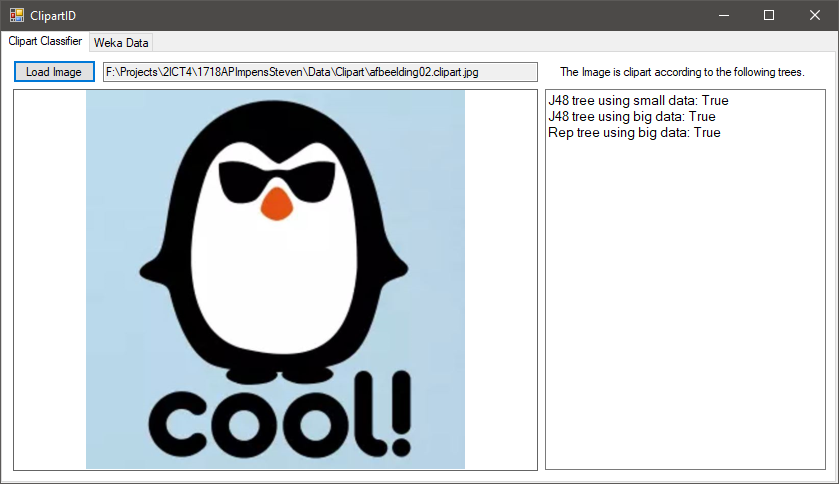 ClipartID
Clipart Classifier
Weka Data
Load Image
F:\Projects\2ICT4\1718APImpensSteven\Data\Clipart\afbeelding02.clipart.jpg
The Image is clipart according to the following trees.
J48 tree using small data: True
J48 tree using big data: True
Rep tree using big data: True
cool!